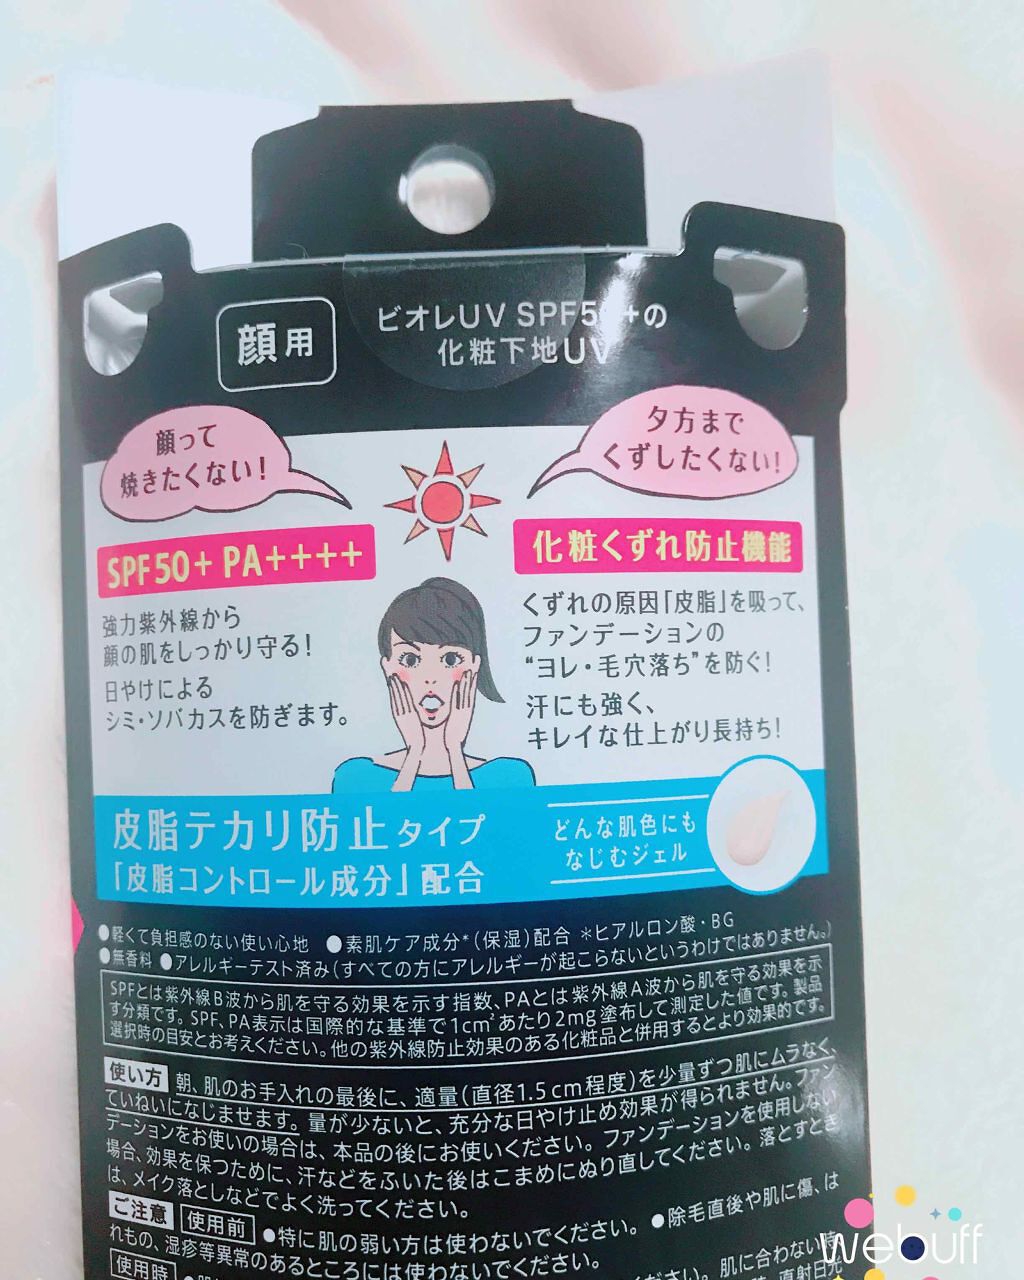 顔用
ビオレUV SPF50+の
化粧下地UV
顔って
焼きたくない!
夕方まで
くずしたくない!
SPF50+ PA++++
強力紫外線から
顔の肌をしっかり守る!
日やけによる
シミ・ソバカスを防ぎます。
化粧くずれ防止機能
くずれの原因「皮脂」を吸って、
ファンデーションの
“ヨレ・毛穴落ち”を防ぐ!
汗にも強く、
キレイな仕上がり長持ち!
皮脂テカリ防止タイプ
「皮脂コントロール成分」配合
どんな肌色にも
なじむジェル
●軽くて負担感のない使い心地 ●素肌ケア成分*(保湿)配合 *ヒアルロン酸・BG
●無香料 ●アレルギーテスト済み(すべての方にアレルギーが起こらないというわけではありません。)
SPFとは紫外線B波から肌を守る効果を示す指数、PAとは紫外線A波から肌を守る効果を示
す分類です。SPF、PA表示は国際的な基準で1cm²あたり2mg塗布して測定した値です。製品
選択時の目安とお考えください。他の紫外線防止効果のある化粧品と併用するとより効果的です。
使い方 朝、肌のお手入れの最後に、適量(直径1.5cm程度)を少量ずつ肌にムラなく、
ていねいになじませます。量が少ないと、充分な日やけ止め効果が得られません。ファン
デーションをお使いの場合は、本品の後にお使いください。ファンデーションを使用しない
場合、効果を保つために、汗などをふいた後はこまめにぬり直してください。落とすとき
は、メイク落としなどでよく洗ってください。
ご注意 使用前 ●特に肌の弱い方は使わないでください。 ●除毛直後や肌に傷、は
れもの、湿疹等異常のあるところには使わないでください。
使用時
ください。肌に合わない時
直射日光
webuff